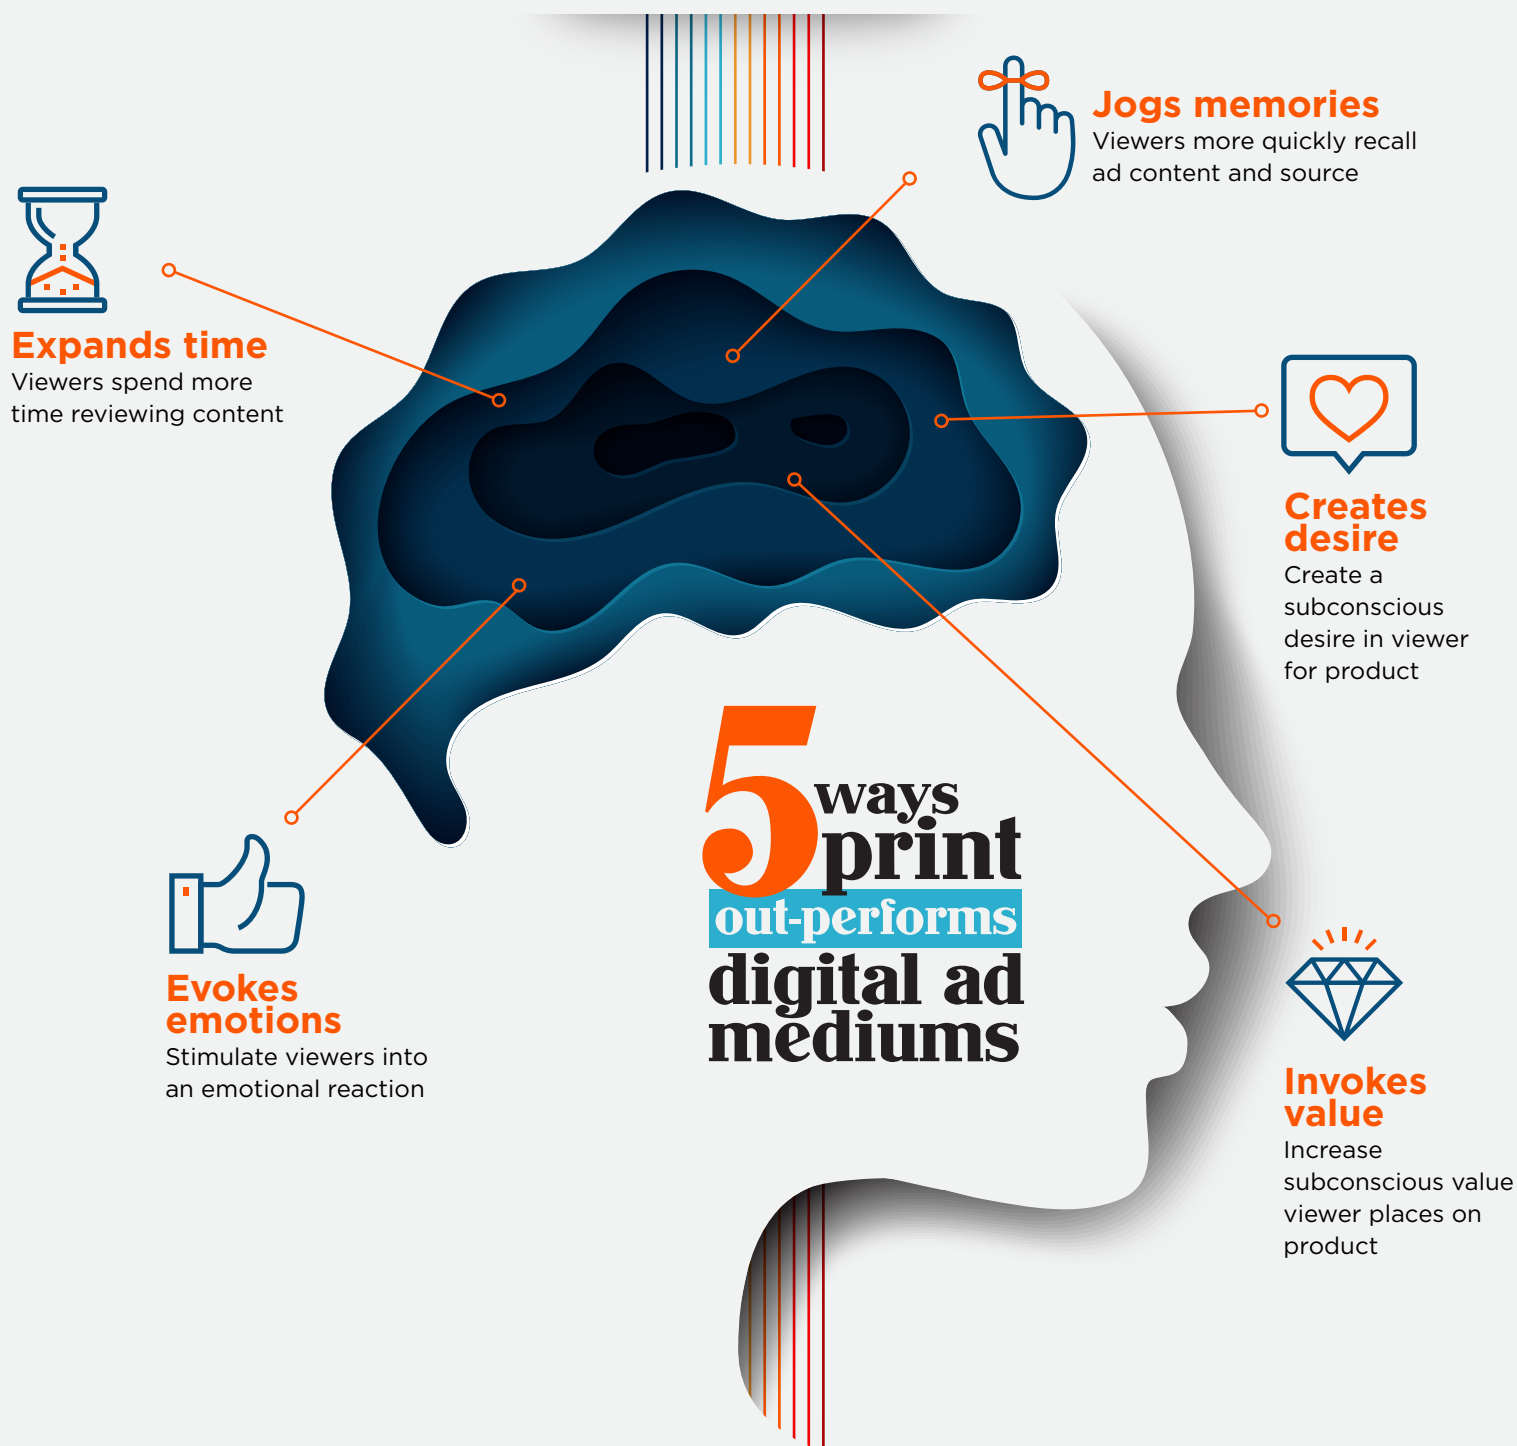 Jogs memories
Viewers more quickly recall
ad content and source
Expands time
Viewers spend more
time reviewing content
Creates
desire
Create a
subconscious
desire in viewer
for product
5 ways
print
out-performs
digital ad
mediums
Evokes
emotions
Stimulate viewers into
an emotional reaction
Invokes
value
Increase
subconscious value
viewer places on
product